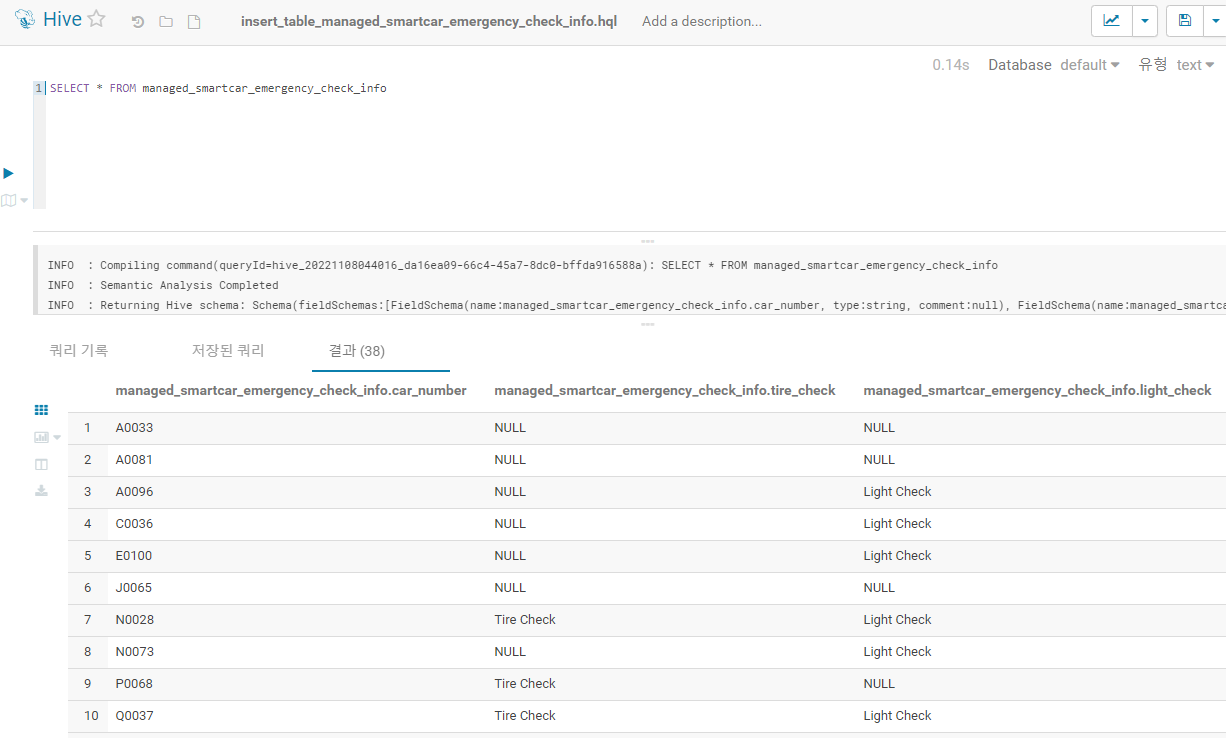 Hive insert_table_managed_smartcar_emergency_check_info.hql Add a description...
0.14s Database default 유형 text
1 SELECT * FROM managed_smartcar_emergency_check_info
INFO : Compiling command(queryId=hive_20221108044016_da16ea09-66c4-45a7-8dc0-bffda916588a): SELECT * FROM managed_smartcar_emergency_check_info
INFO : Semantic Analysis Completed
INFO : Returning Hive schema: Schema(fieldSchemas:[FieldSchema(name:managed_smartcar_emergency_check_info.car_number, type:string, comment:null), FieldSchema(name:managed_smartca
쿼리 기록 저장된 쿼리 결과 (38)
managed_smartcar_emergency_check_info.car_number managed_smartcar_emergency_check_info.tire_check managed_smartcar_emergency_check_info.light_check
1 A0033 NULL NULL
2 A0081 NULL NULL
3 A0096 NULL Light Check
4 C0036 NULL Light Check
5 E0100 NULL Light Check
6 J0065 NULL NULL
7 N0028 Tire Check Light Check
8 N0073 NULL Light Check
9 P0068 Tire Check NULL
10 Q0037 Tire Check Light Check